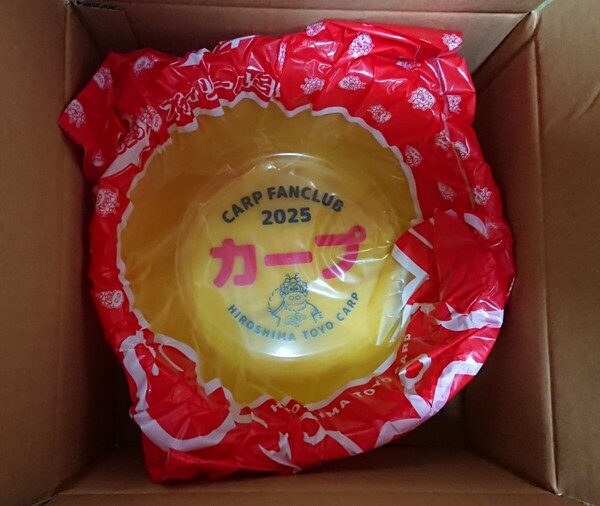 CARP FANCLUB
2025
カープ
HIROSHIMA TOYO CARP